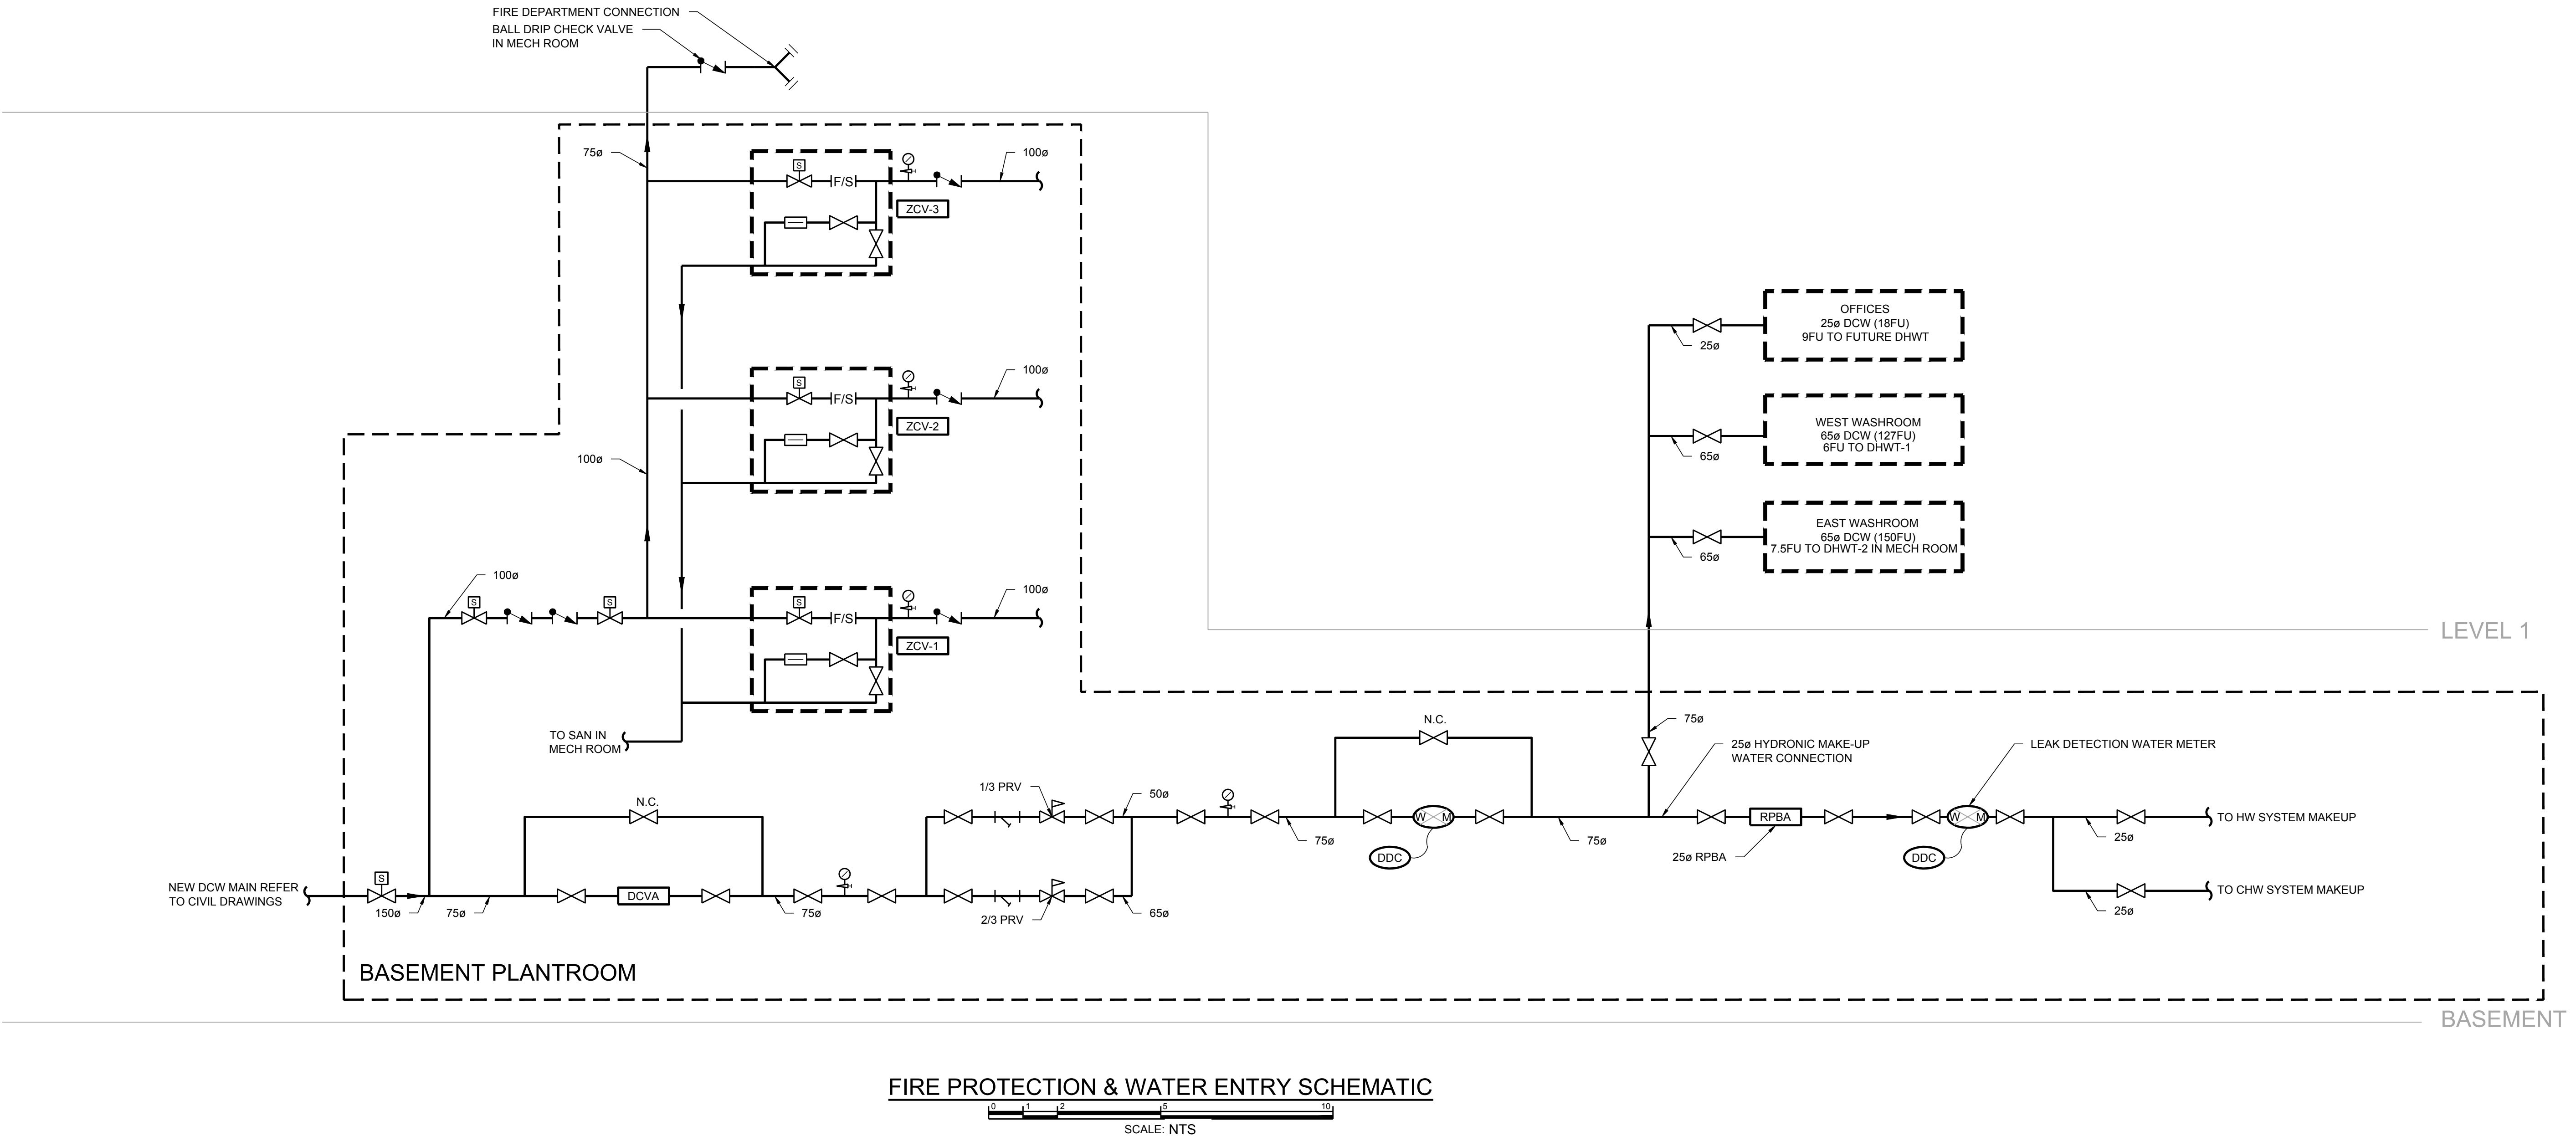 FIRE DEPARTMENT CONNECTION
BALL DRIP CHECK VALVE
IN MECH ROOM
75ø
S
F/S
100ø
ZCV-3
S
F/S
100ø
ZCV-2
100ø
100ø
S
S
S
F/S
100ø
ZCV-1
TO SAN IN
MECH ROOM
OFFICES
25ø DCW (18FU)
9FU TO FUTURE DHWT
25ø
WEST WASHROOM
65ø DCW (127FU)
6FU TO DHWT-1
65ø
EAST WASHROOM
65ø DCW (150FU)
7.5FU TO DHWT-2 IN MECH ROOM
65ø
LEVEL 1
NEW DCW MAIN REFER
TO CIVIL DRAWINGS
S
150ø
75ø
N.C.
DCVA
75ø
1/3 PRV
50ø
2/3 PRV
65ø
75ø
N.C.
W M
DDC
75ø
75ø
25ø HYDRONIC MAKE-UP
WATER CONNECTION
RPBA
25ø RPBA
LEAK DETECTION WATER METER
W M
DDC
25ø
TO HW SYSTEM MAKEUP
25ø
TO CHW SYSTEM MAKEUP
BASEMENT PLANTROOM
BASEMENT
FIRE PROTECTION & WATER ENTRY SCHEMATIC
0 1 2 5 10
SCALE: NTS